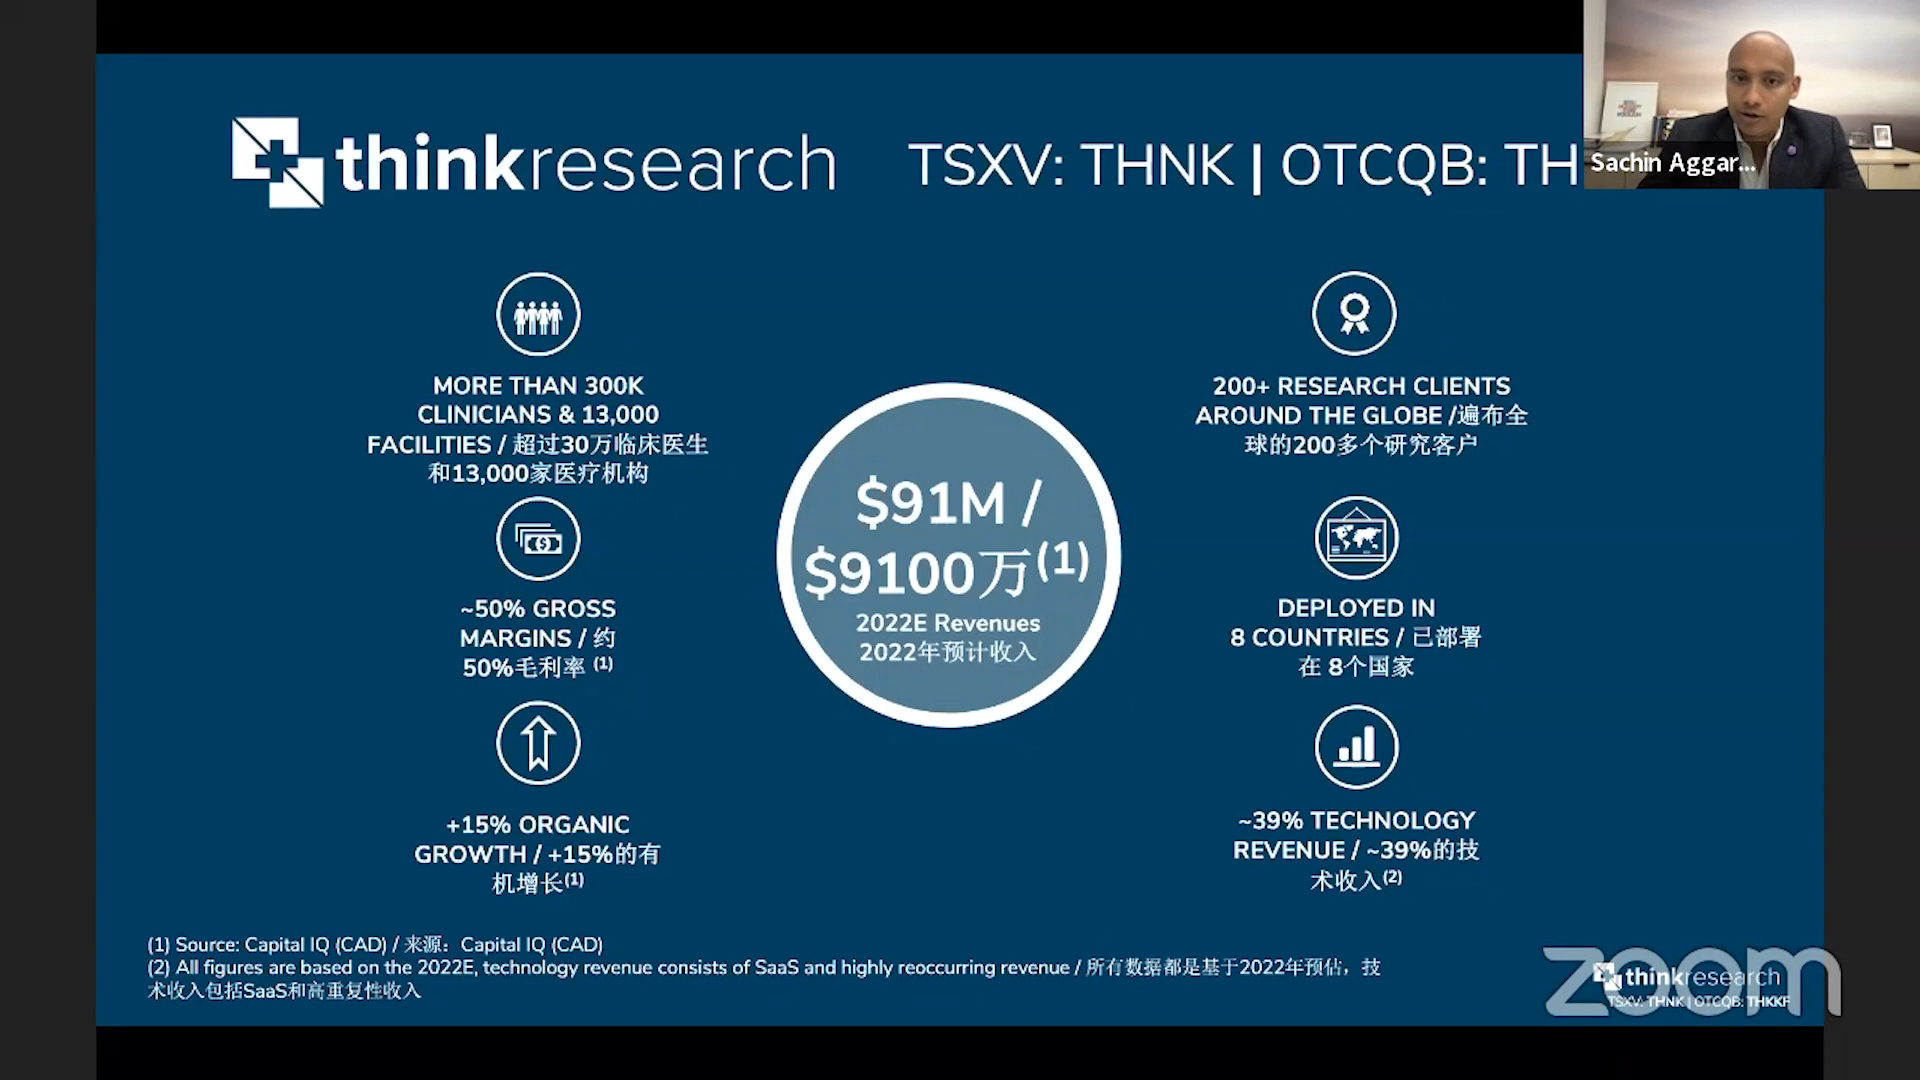 thinkresearch
TSXV: THNK | OTCQB: TH
Sachin Aggar...
MORE THAN 300K
CLINICIANS & 13,000
FACILITIES / 超过30万临床医生
和13,000家医疗机构
~50% GROSS
MARGINS / 约
50%毛利率 (1)
+15% ORGANIC
GROWTH / +15%的有
机增长(1)
$91M /
$9100万(1)
2022E Revenues
2022年预计收入
200+ RESEARCH CLIENTS
AROUND THE GLOBE /遍布全
球的200多个研究客户
DEPLOYED IN
8 COUNTRIES / 已部署
在 8个国家
~39% TECHNOLOGY
REVENUE / ~39%的技
术收入(2)
(1) Source: Capital IQ (CAD) / 来源：Capital IQ (CAD)
(2) All figures are based on the 2022E, technology revenue consists of SaaS and highly reoccurring revenue / 所有数据都是基于2022年预估，技
术收入包括SaaS和高重复性收入
thinkresearch
TSXV: THNK | OTCQB: THKKF
zoom